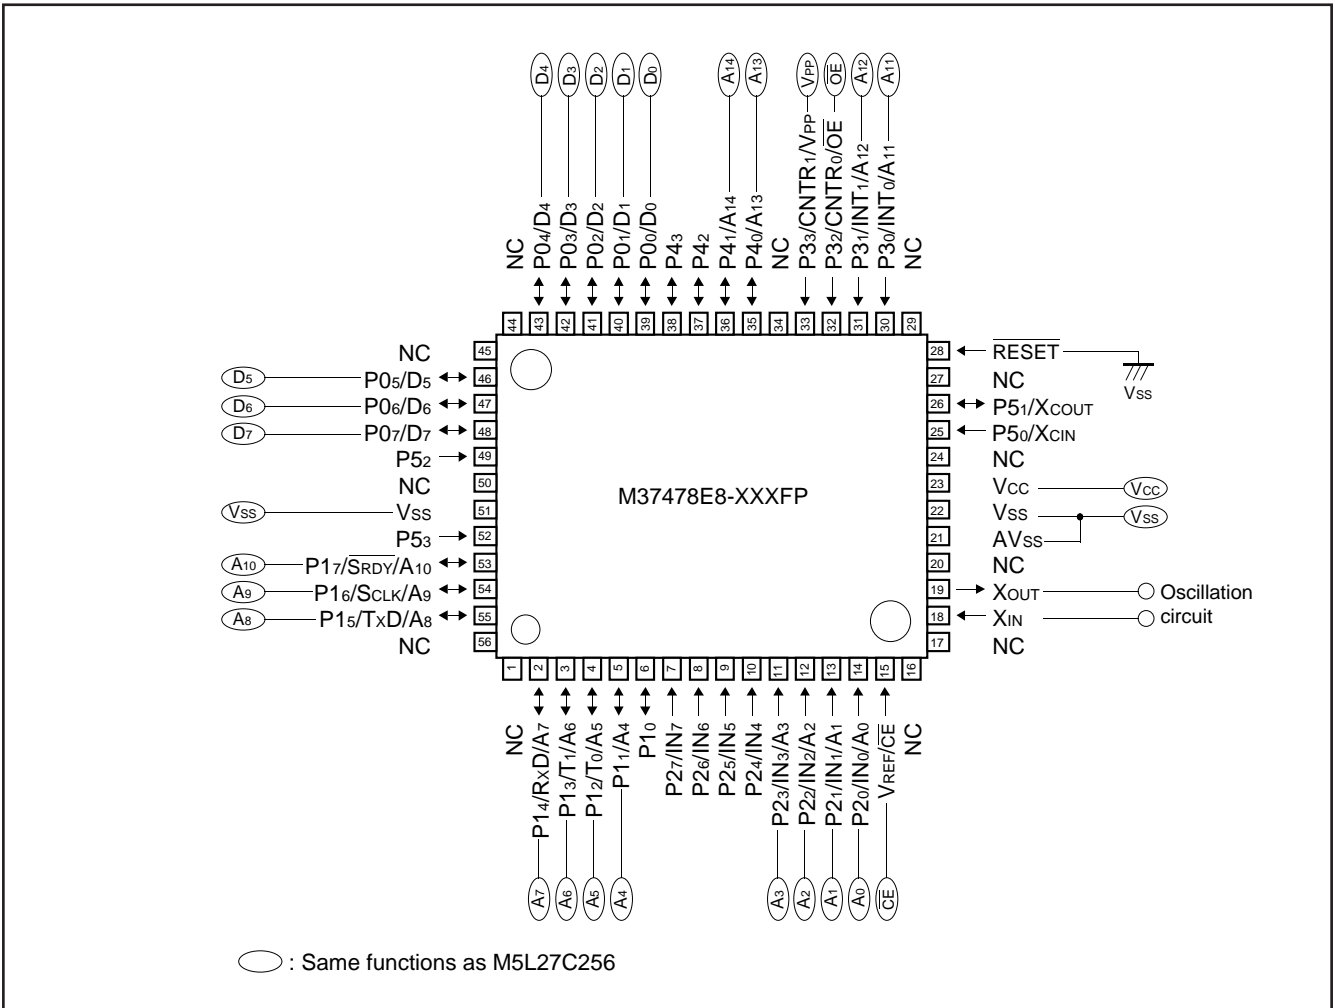 D4 D3 D2 D1 D0 A14 A13 VPP OE A12 A11
NC P04/D4 P03/D3 P02/D2 P01/D1 P00/D0 P43 P42 P41/A14 P40/A13 NC P33/CNTR1/VPP P32/CNTR0/OE P31/INT1/A12 P30/INT0/A11 NC
44 43 42 41 40 39 38 37 36 35 34 33 32 31 30 29
NC 45
D5 P05/D5 46
D6 P06/D6 47
D7 P07/D7 48
P52 49
NC 50
VSS VSS 51
P53 52
A10 P17/SRDY/A10 53
A9 P16/SCLK/A9 54
A8 P15/TxD/A8 55
NC 56
M37478E8-XXXFP
28 RESET
VSS
27 NC
26 P51/XCOUT
25 P50/XCIN
24 NC
23 VCC VCC
22 VSS VSS
21 AVSS
20 NC
19 XOUT Oscillation
18 XIN circuit
17 NC
1 2 3 4 5 6 7 8 9 10 11 12 13 14 15 16
NC P14/RxD/A7 P13/T1/A6 P12/T0/A5 P11/A4 P10 P27/IN7 P26/IN6 P25/IN5 P24/IN4 P23/IN3/A3 P22/IN2/A2 P21/IN1/A1 P20/IN0/A0 VREF/CE NC
A7 A6 A5 A4 A3 A2 A1 A0 CE
: Same functions as M5L27C256